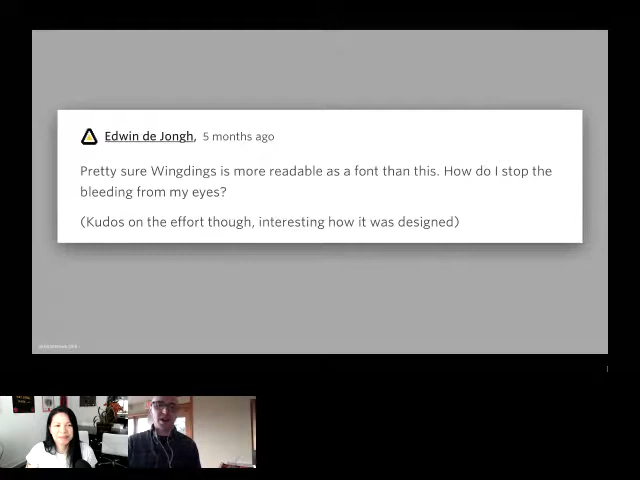 Edwin de Jongh, 5 months ago
Pretty sure Wingdings is more readable as a font than this. How do I stop the
bleeding from my eyes?
(Kudos on the effort though, interesting how it was designed)